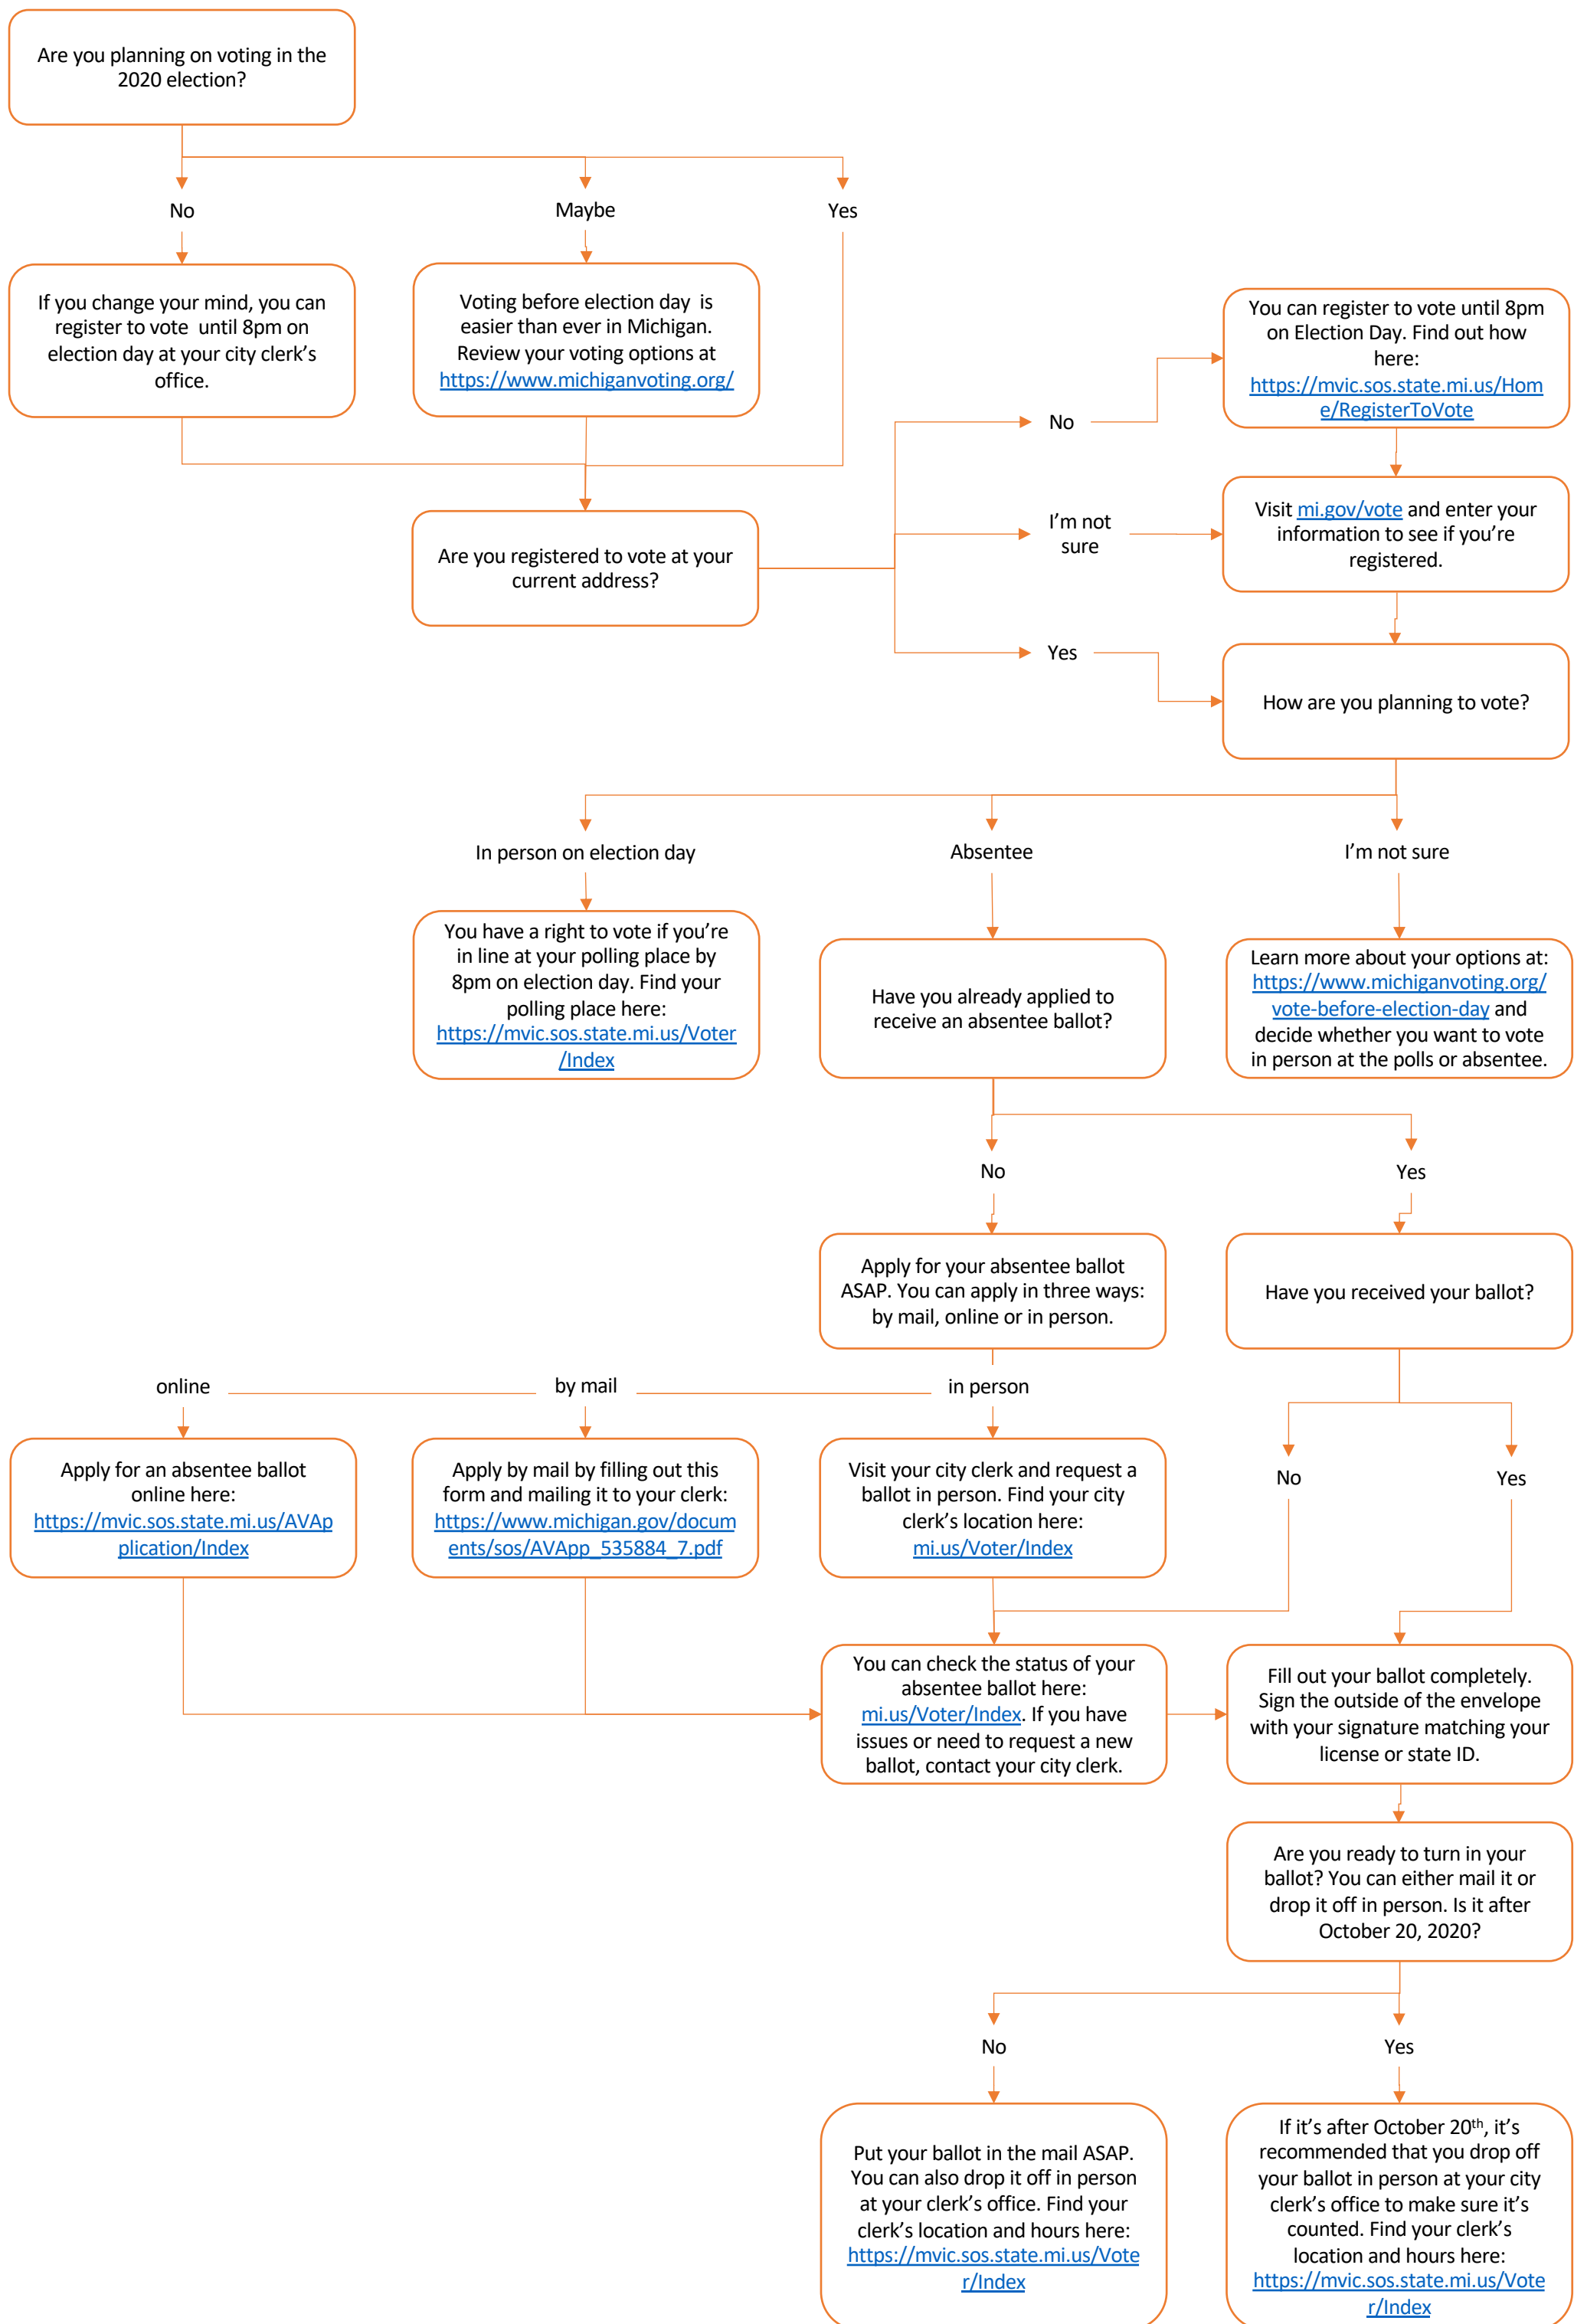 Are you planning on voting in the
2020 election?
No
Maybe
Yes
If you change your mind, you can
register to vote until 8pm on
election day at your city clerk's
office.
Voting before election day is
easier than ever in Michigan.
Review your voting options at
https://www.michiganvoting.org/
You can register to vote until 8pm
on Election Day. Find out how
here:
https://mvic.sos.state.mi.us/Hom
e/RegisterToVote
No
I'm not
sure
Visit mi.gov/vote and enter your
information to see if you're
registered.
Are you registered to vote at your
current address?
Yes
How are you planning to vote?
In person on election day
Absentee
I'm not sure
You have a right to vote if you're
in line at your polling place by
8pm on election day. Find your
polling place here:
https://mvic.sos.state.mi.us/Voter
/Index
Have you already applied to
receive an absentee ballot?
Learn more about your options at:
https://www.michiganvoting.org/
vote-before-election-day and
decide whether you want to vote
in person at the polls or absentee.
No
Yes
Apply for your absentee ballot
ASAP. You can apply in three ways:
by mail, online or in person.
Have you received your ballot?
online
by mail
in person
Apply for an absentee ballot
online here:
https://mvic.sos.state.mi.us/AVAp
plication/Index
Apply by mail by filling out this
form and mailing it to your clerk:
https://www.michigan.gov/docum
ents/sos/AVApp_535884_7.pdf
Visit your city clerk and request a
ballot in person. Find your city
clerk's location here:
mi.us/Voter/Index
No
Yes
You can check the status of your
absentee ballot here:
mi.us/Voter/Index. If you have
issues or need to request a new
ballot, contact your city clerk.
Fill out your ballot completely.
Sign the outside of the envelope
with your signature matching your
license or state ID.
Are you ready to turn in your
ballot? You can either mail it or
drop it off in person. Is it after
October 20, 2020?
No
Yes
Put your ballot in the mail ASAP.
You can also drop it off in person
at your clerk's office. Find your
clerk's location and hours here:
https://mvic.sos.state.mi.us/Vote
r/Index
If it's after October 20th, it's
recommended that you drop off
your ballot in person at your city
clerk's office to make sure it's
counted. Find your clerk's
location and hours here:
https://mvic.sos.state.mi.us/Vote
r/Index